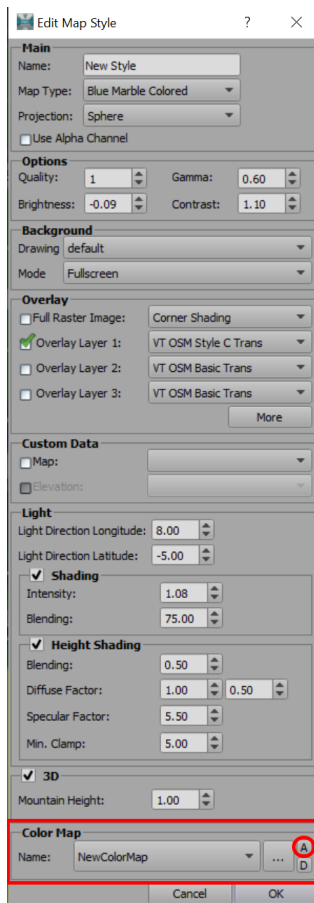 Edit Map Style ? ×
Main
Name: New Style
Map Type: Blue Marble Colored
Projection: Sphere
Use Alpha Channel
Options
Quality: 1 Gamma: 0.60
Brightness: -0.09 Contrast: 1.10
Background
Drawing default
Mode Fullscreen
Overlay
Full Raster Image: Corner Shading
Overlay Layer 1: VT OSM Style C Trans
Overlay Layer 2: VT OSM Basic Trans
Overlay Layer 3: VT OSM Basic Trans
More
Custom Data
Map:
Elevation:
Light
Light Direction Longitude: 8.00
Light Direction Latitude: -5.00
Shading
Intensity: 1.08
Blending: 75.00
Height Shading
Blending: 0.50
Diffuse Factor: 1.00 0.50
Specular Factor: 5.50
Min. Clamp: 5.00
3D
Mountain Height: 1.00
Color Map
Name: NewColorMap ... A
D
Cancel OK